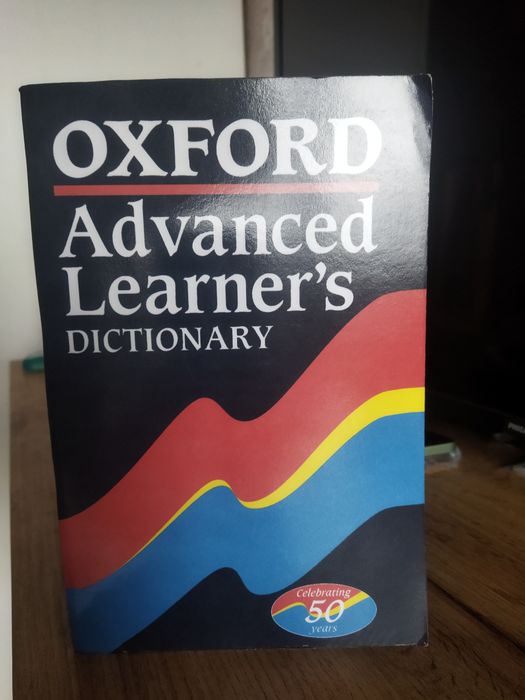 OXFORD
Advanced
Learner's
DICTIONARY
Celebrating
50
years